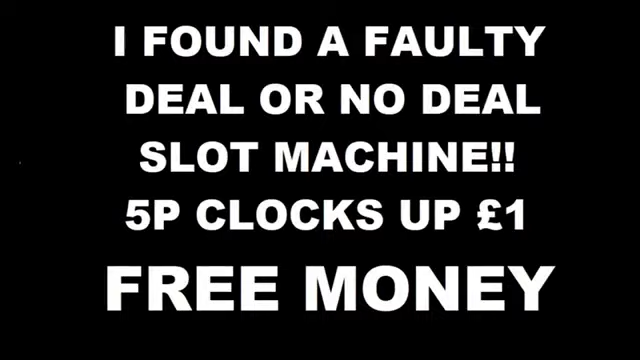 I FOUND A FAULTY
DEAL OR NO DEAL
SLOT MACHINE!!
5P CLOCKS UP £1
FREE MONEY